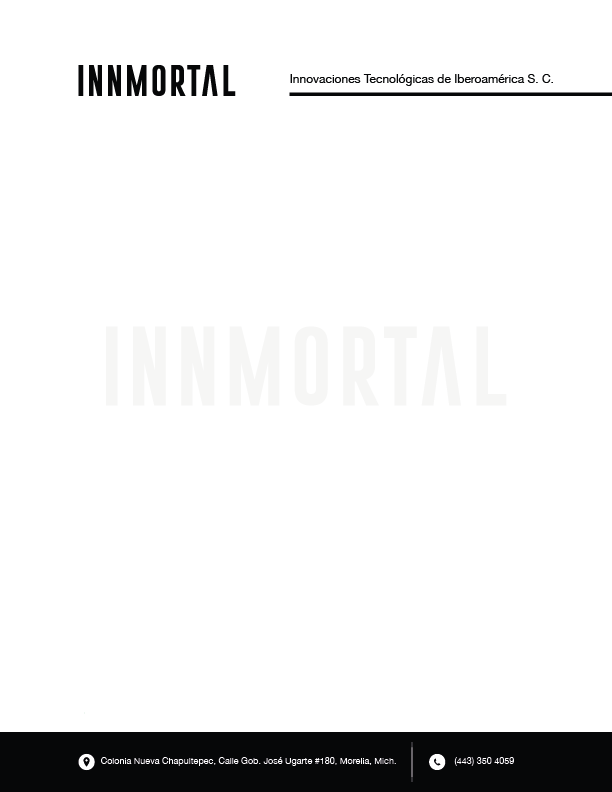 INNMORTAL
Innovaciones Tecnológicas de Iberoamérica S. C.
INNMORTAL
Colonia Nueva Chapultepec, Calle Gob. José Ugarte #180, Morelia, Mich.
(443) 350 4059